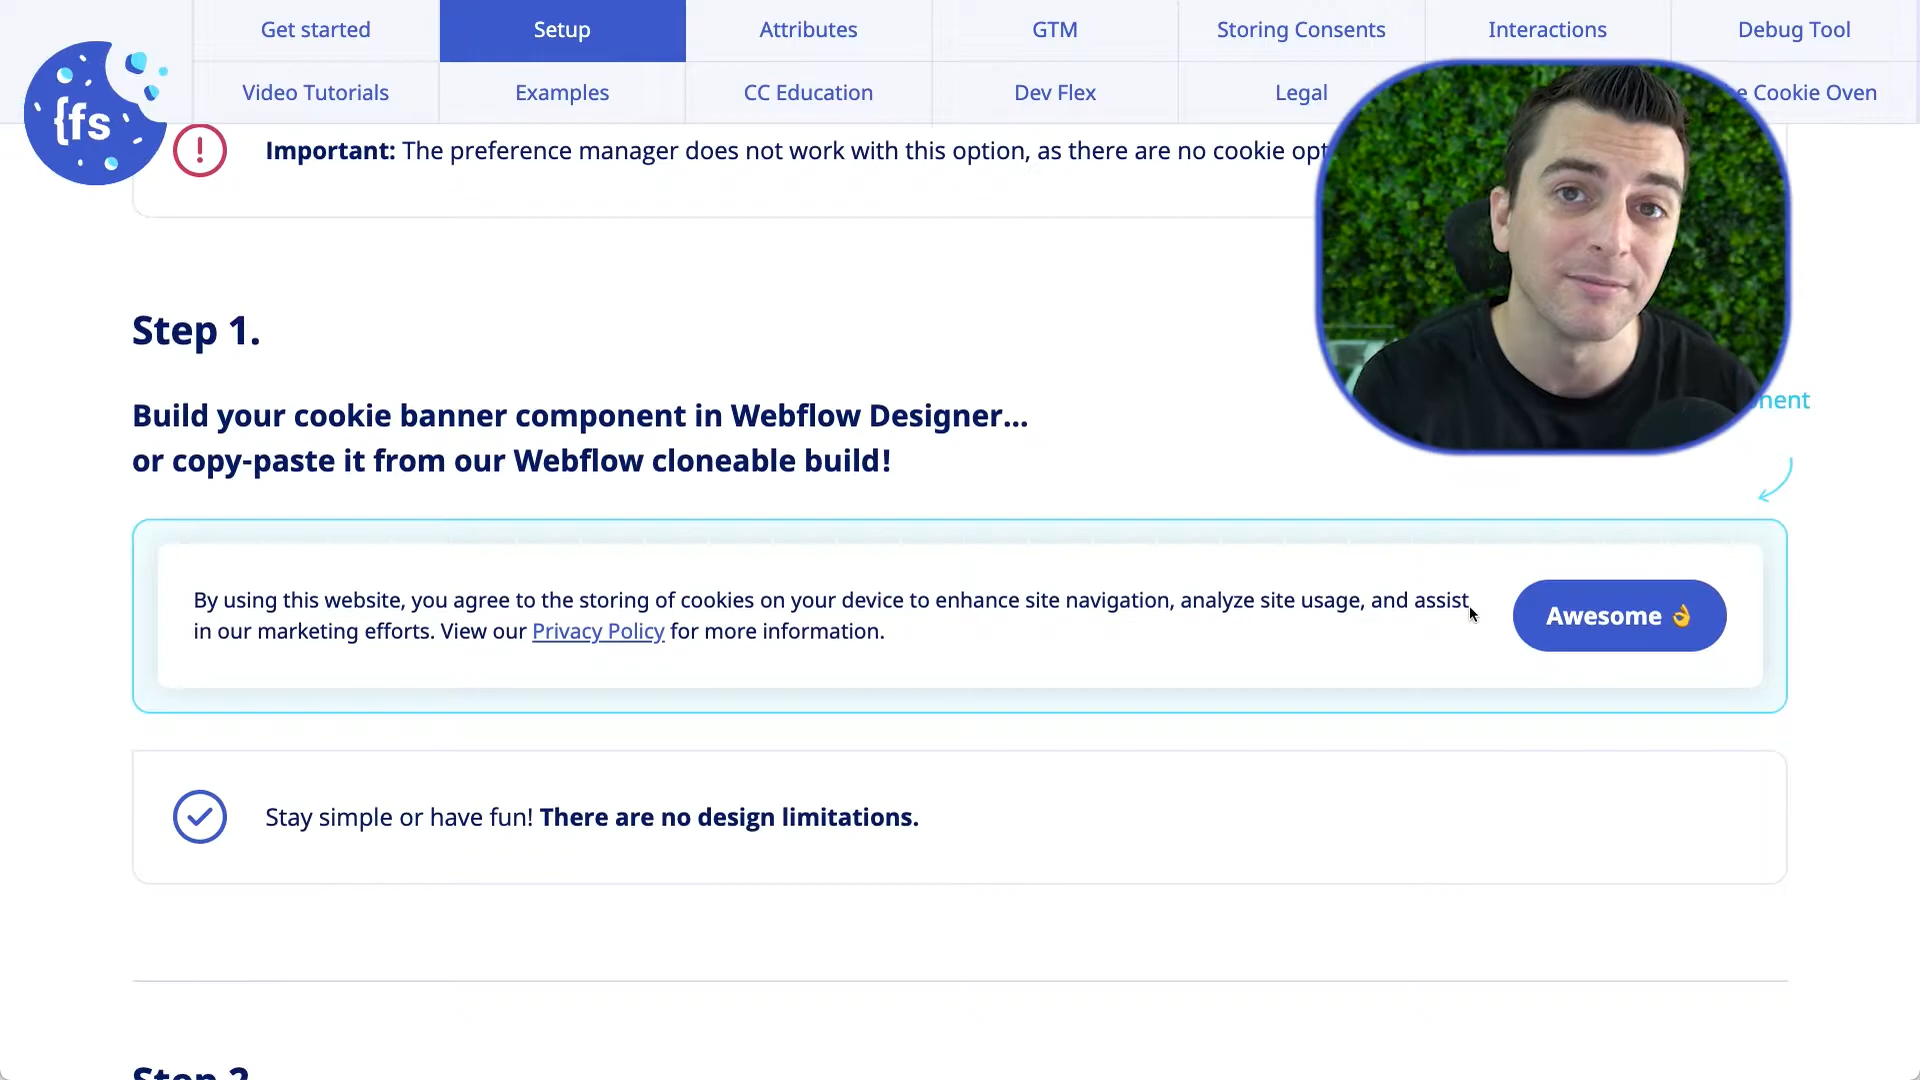 Get started
Setup
Attributes
GTM
Storing Consents
Interactions
Debug Tool
Video Tutorials
Examples
CC Education
Dev Flex
Legal
Cookie Oven
{fs
Important: The preference manager does not work with this option, as there are no cookie
Step 1.
Build your cookie banner component in Webflow Designer...
or copy-paste it from our Webflow cloneable build!
By using this website, you agree to the storing of cookies on your device to enhance site navigation, analyze site usage, and assist
in our marketing efforts. View our Privacy Policy for more information.
Awesome 👌
Stay simple or have fun! There are no design limitations.
Step 2